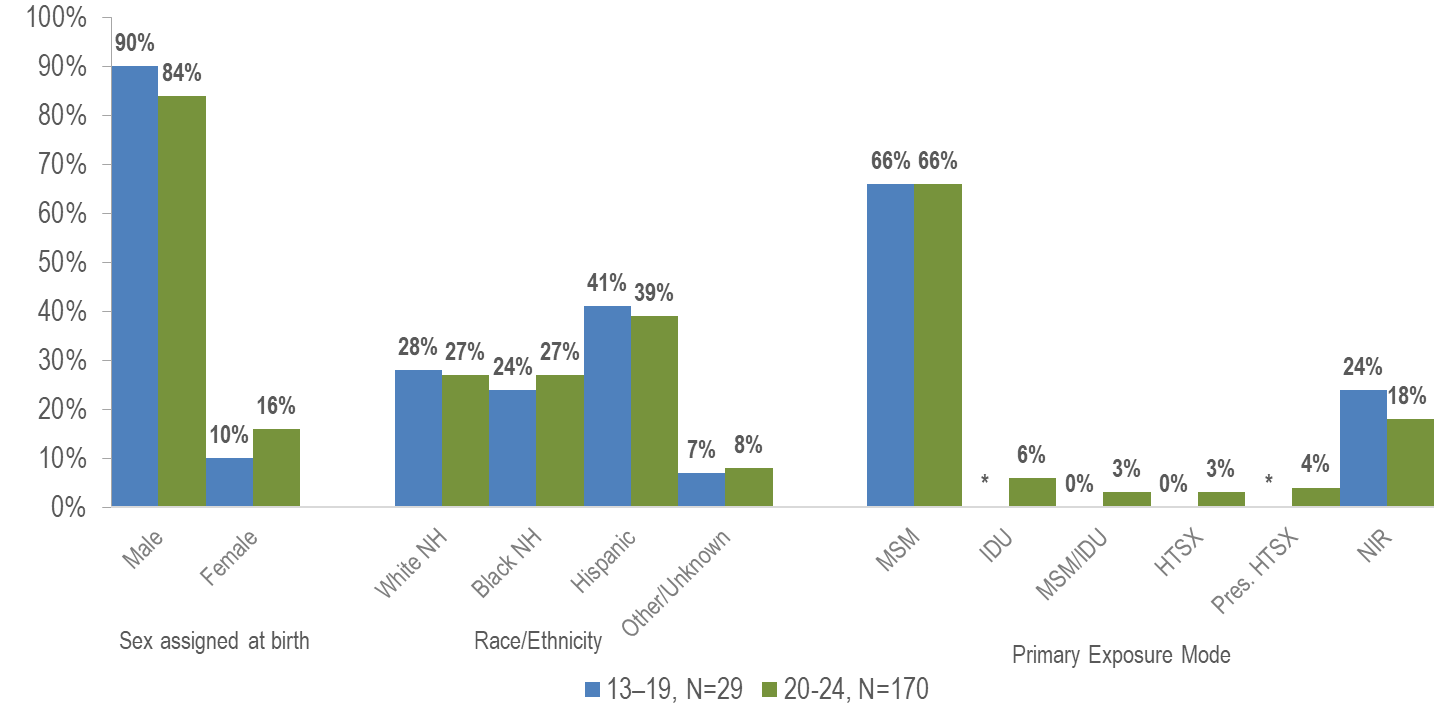 100%
90%
80%
70%
60%
50%
40%
30%
20%
10%
0%
90%
84%
10%
16%
28%
27%
24%
27%
41%
39%
7%
8%
66%
66%
*
6%
0%
3%
0%
3%
*
4%
24%
18%
Male
Female
White NH
Black NH
Hispanic
Other/Unknown
MSM
IDU
MSM/IDU
HTSX
Pres. HTSX
NIR
Sex assigned at birth
Race/Ethnicity
Primary Exposure Mode
13–19, N=29
20-24, N=170